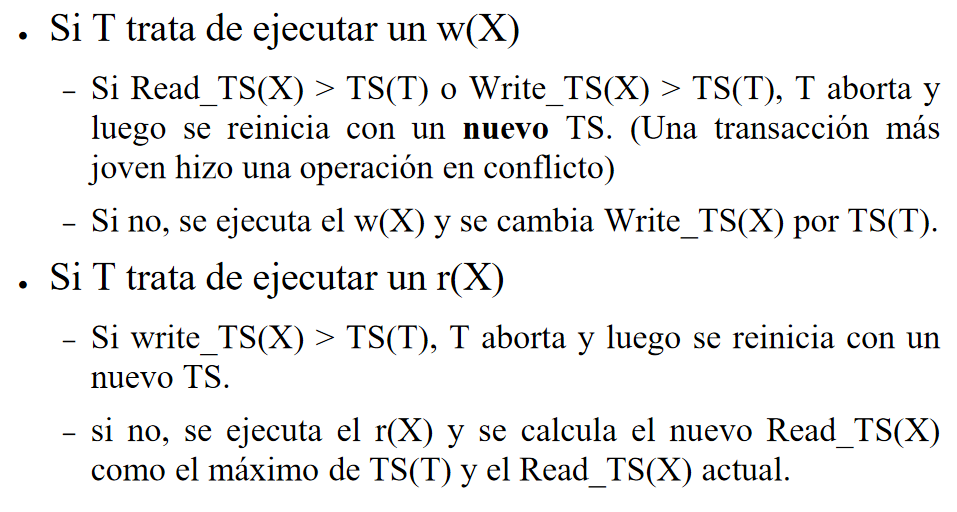 • Si T trata de ejecutar un w(X)
– Si Read_TS(X) > TS(T) o Write_TS(X) > TS(T), T aborta y
luego se reinicia con un nuevo TS. (Una transacción más
joven hizo una operación en conflicto)
– Si no, se ejecuta el w(X) y se cambia Write_TS(X) por TS(T).
• Si T trata de ejecutar un r(X)
– Si write_TS(X) > TS(T), T aborta y luego se reinicia con un
nuevo TS.
– si no, se ejecuta el r(X) y se calcula el nuevo Read_TS(X)
como el máximo de TS(T) y el Read_TS(X) actual.